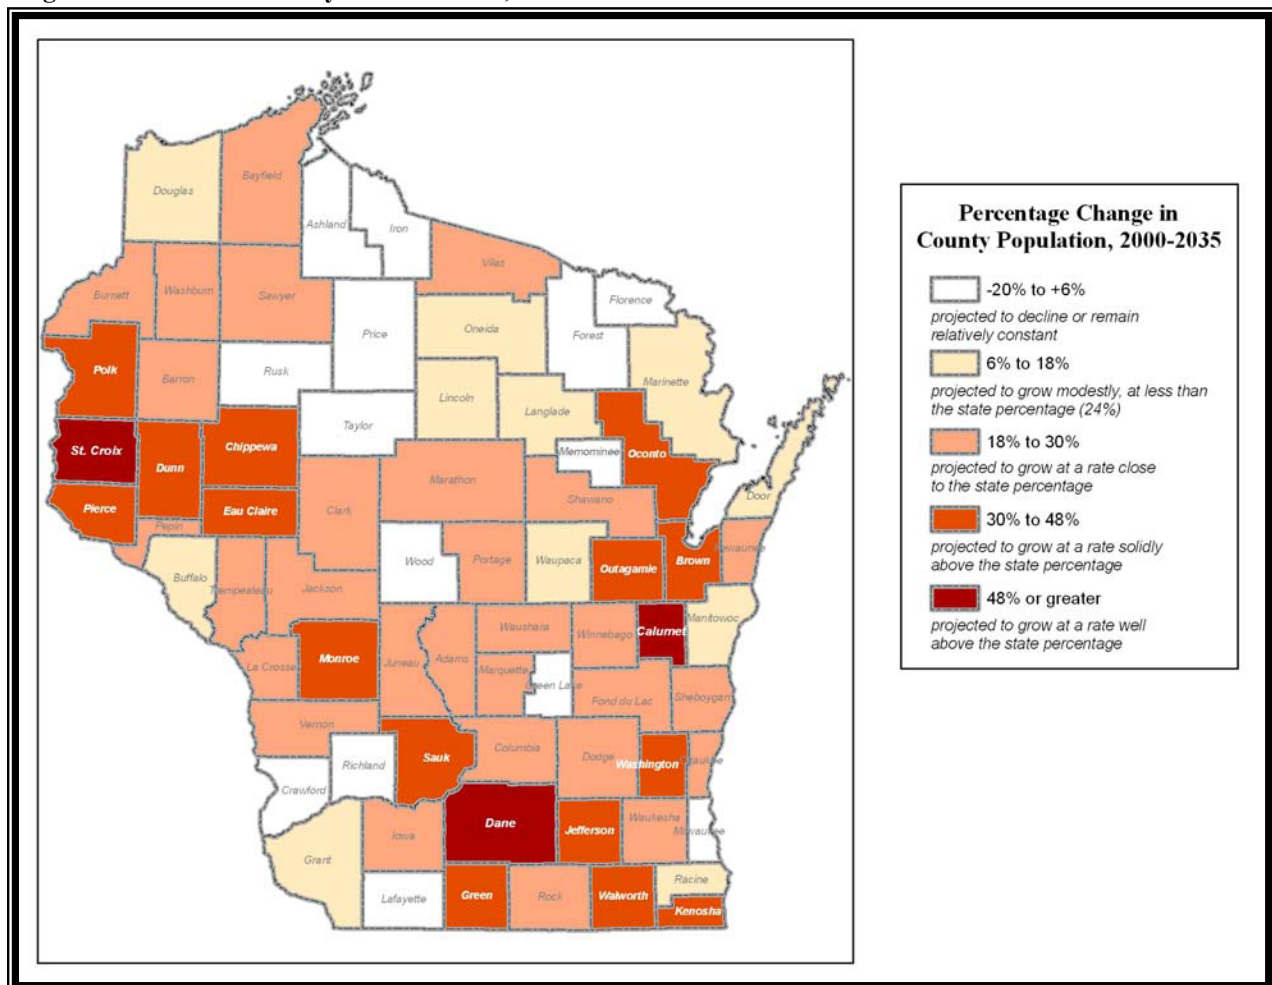 Percentage Change in
County Population, 2000-2035
-20% to +6%
projected to decline or remain
relatively constant
6% to 18%
projected to grow modestly, at less than
the state percentage (24%)
18% to 30%
projected to grow at a rate close
to the state percentage
30% to 48%
projected to grow at a rate solidly
above the state percentage
48% or greater
projected to grow at a rate well
above the state percentage
Douglas
Bayfield
Ashland
Iron
Vilas
Burnett
Washburn
Sawyer
Florence
Price
Oneida
Forest
Polk
Barron
Rusk
Marinette
Lincoln
Langlade
Taylor
St. Croix
Dunn
Chippewa
Memominee
Oconto
Marathon
Shawano
Door
Pierce
Eau Claire
Clark
Pepin
Wood
Portage
Waupaca
Outagamie
Brown
Kewaunee
Buffalo
Trempealeau
Jackson
Waushara
Winnebago
Calumet
Manitowoc
La Crosse
Monroe
Juneau
Adams
Marquette
Green Lake
Fond du Lac
Sheboygan
Vernon
Richland
Sauk
Columbia
Dodge
Washington
Ozaukee
Crawford
Grant
Iowa
Dane
Jefferson
Waukesha
Milwaukee
Lafayette
Green
Rock
Walworth
Racine
Kenosha